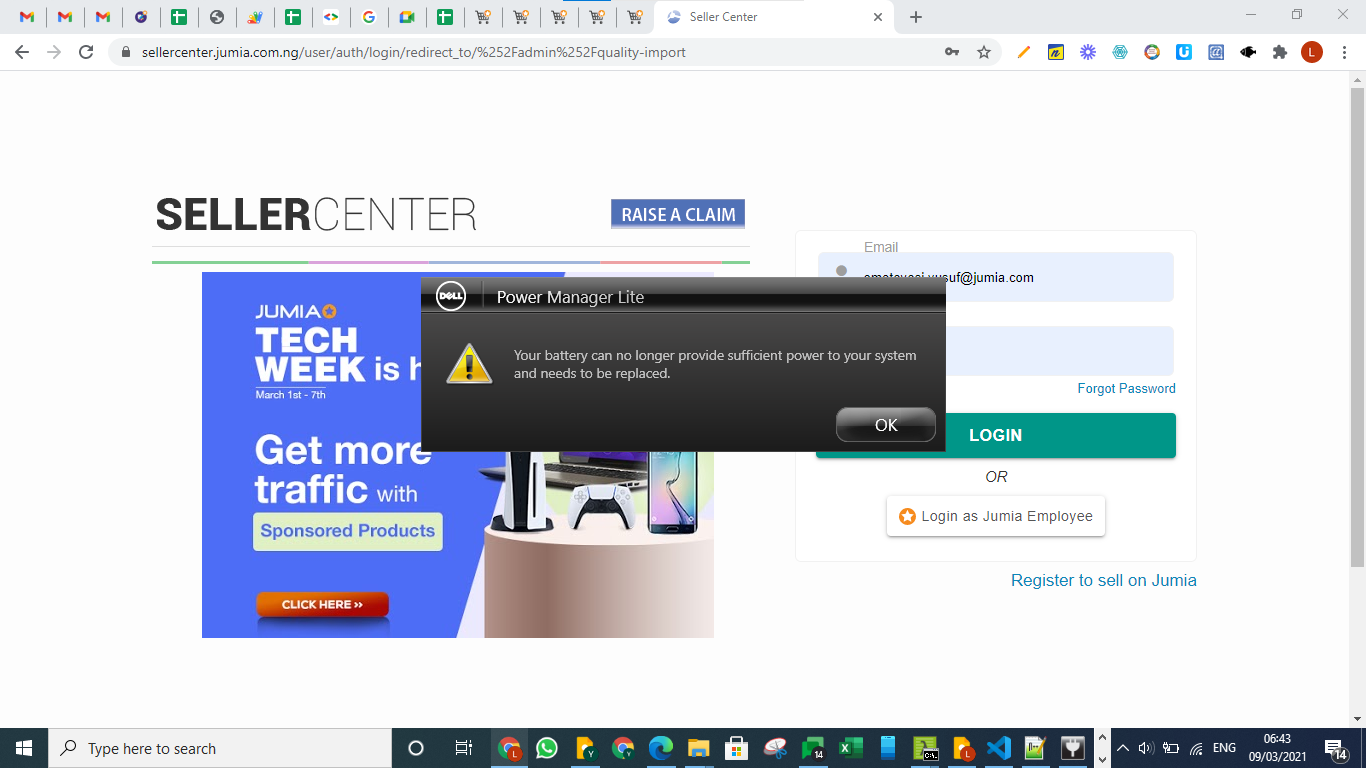 Seller Center
sellercenter.jumia.com.ng/user/auth/login/redirect_to/%252Fadmin%252Fquality-import
L
SELLERCENTER
RAISE A CLAIM
Email
yusuf@jumia.com
DELL
Power Manager Lite
Your battery can no longer provide sufficient power to your system
and needs to be replaced.
OK
JUMIA
TECH
WEEK is h
March 1st - 7th
Get more
traffic with
Sponsored Products
CLICK HERE »
Forgot Password
LOGIN
OR
Login as Jumia Employee
Register to sell on Jumia
Type here to search
L
Y
Y
14
L
ENG
06:43
09/03/2021
14